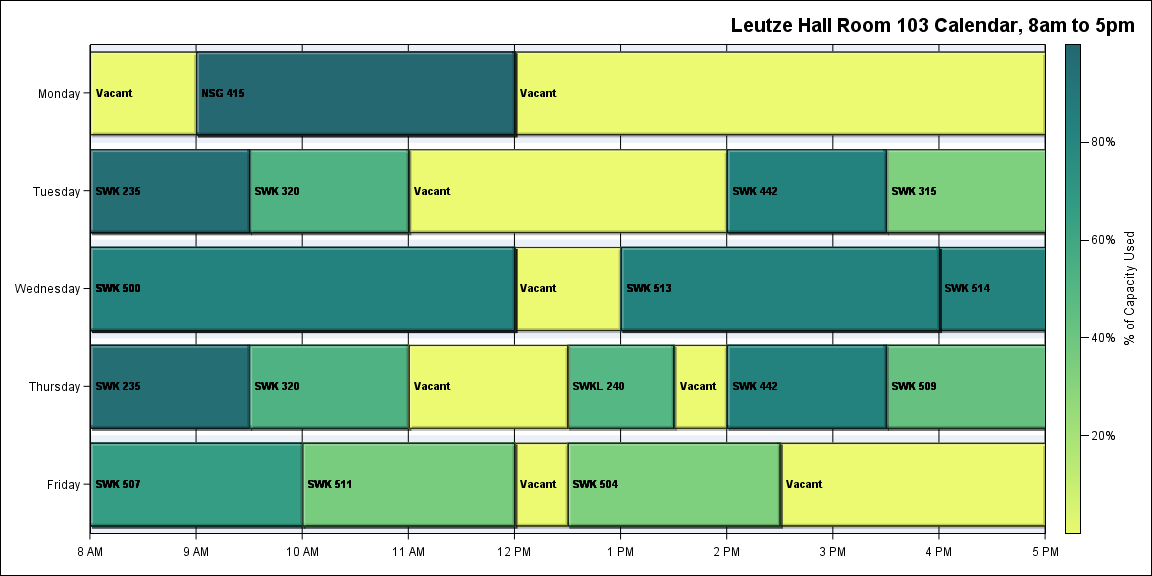 Leutze Hall Room 103 Calendar, 8am to 5pm
Monday
Vacant
NSG 415
Vacant
Tuesday
SWK 235
SWK 320
Vacant
SWK 442
SWK 315
Wednesday
SWK 500
Vacant
SWK 513
SWK 514
Thursday
SWK 235
SWK 320
Vacant
SWKL 240
Vacant
SWK 442
SWK 509
Friday
SWK 507
SWK 511
Vacant
SWK 504
Vacant
8 AM
9 AM
10 AM
11 AM
12 PM
1 PM
2 PM
3 PM
4 PM
5 PM
80%
60%
40%
20%
% of Capacity Used